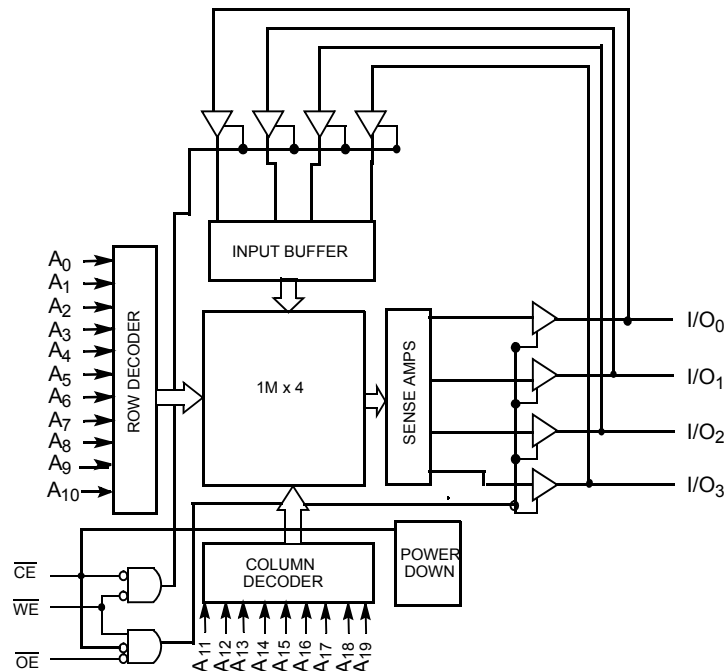 INPUT BUFFER
A0
A1
A2
A3
A4
A5
A6
A7
A8
A9
A10
ROW DECODER
1M x 4
SENSE AMPS
I/O0
I/O1
I/O2
I/O3
COLUMN
DECODER
POWER
DOWN
CE
WE
OE
A11
A12
A13
A14
A15
A16
A17
A18
A19